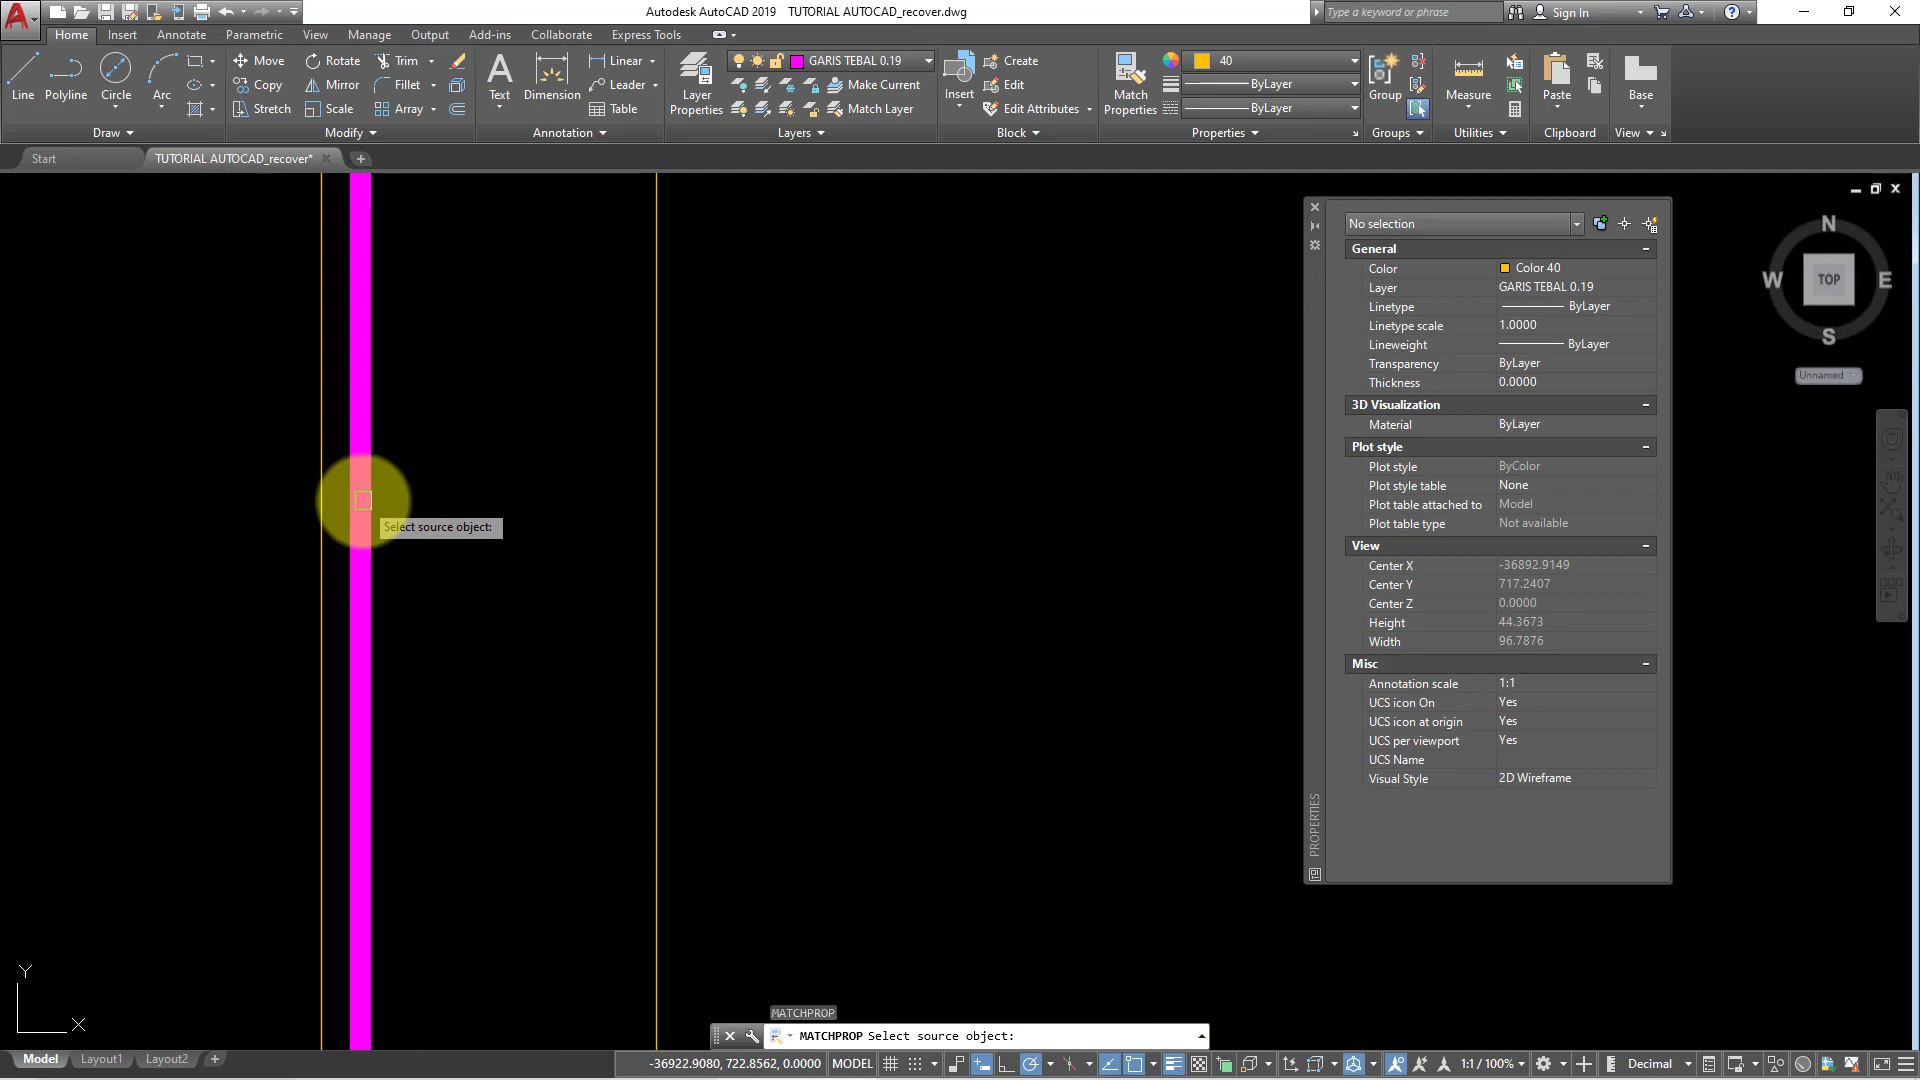 Autodesk AutoCAD 2019 TUTORIAL AUTOCAD_recover.dwg
Type a keyword or phrase
Sign In
Home Insert Annotate Parametric View Manage Output Add-ins Collaborate Express Tools
Line Polyline Circle Arc
Draw
Move Rotate Trim
Copy Mirror Fillet
Stretch Scale Array
Modify
Text Dimension
Linear
Leader
Table
Annotation
Layer Properties
GARIS TEBAL 0.19
Make Current
Match Layer
Layers
Insert
Create
Edit
Edit Attributes
Block
Match Properties
40
ByLayer
ByLayer
Properties
Group
Groups
Measure
Utilities
Paste
Clipboard
Base
View
Start
TUTORIAL AUTOCAD_recover*
Select source object:
No selection
General
Color Color 40
Layer GARIS TEBAL 0.19
Linetype ByLayer
Linetype scale 1.0000
Lineweight ByLayer
Transparency ByLayer
Thickness 0.0000
3D Visualization
Material ByLayer
Plot style
Plot style ByColor
Plot style table None
Plot table attached to Model
Plot table type Not available
View
Center X -36892.9149
Center Y 717.2407
Center Z 0.0000
Height 44.3673
Width 96.7876
Misc
Annotation scale 1:1
UCS icon On Yes
UCS icon at origin Yes
UCS per viewport Yes
UCS Name
Visual Style 2D Wireframe
PROPERTIES
N
W TOP E
S
Unnamed
Y
X
MATCHPROP
MATCHPROP Select source object:
Model Layout1 Layout2
-36922.9080, 722.8562, 0.0000 MODEL
1:1 / 100%
Decimal